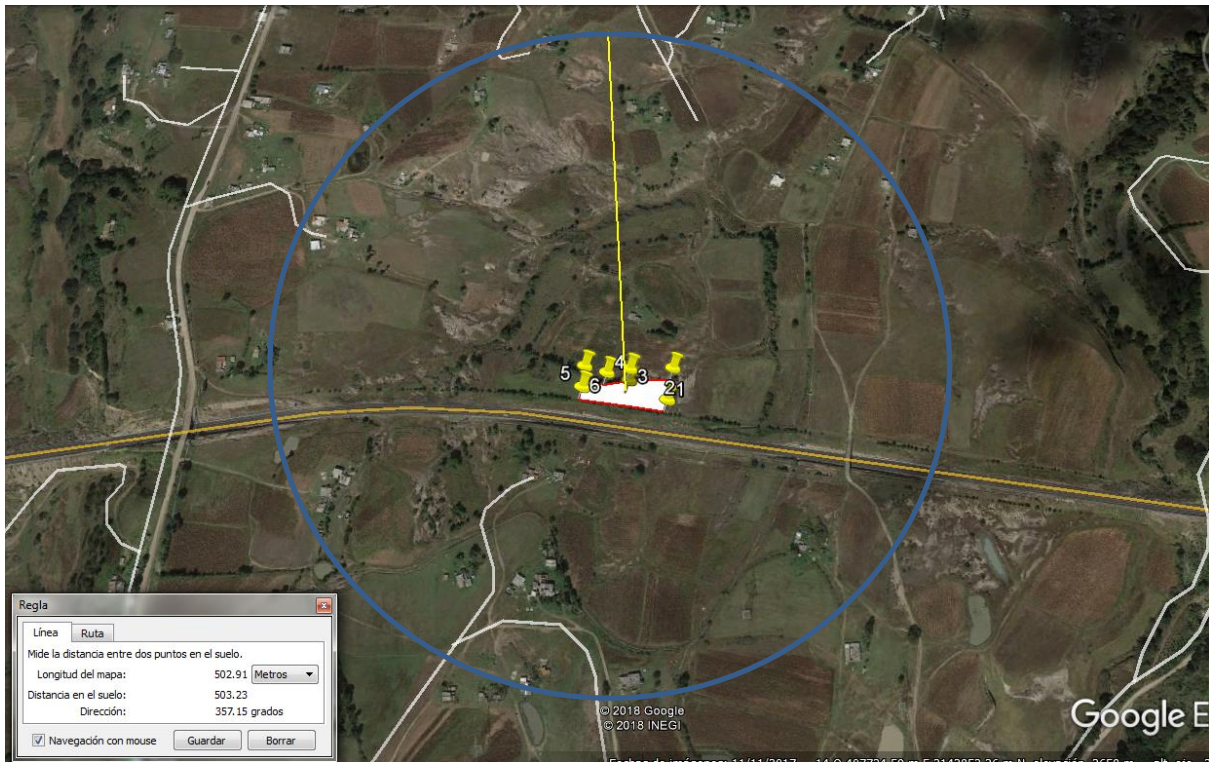 4
5
3
6
21
Regla
Línea
Ruta
Mide la distancia entre dos puntos en el suelo.
Longitud del mapa: 502.91 Metros
Distancia en el suelo: 503.23
Dirección: 357.15 grados
Navegación con mouse
Guardar
Borrar
© 2018 Google
© 2018 INEGI
Google E